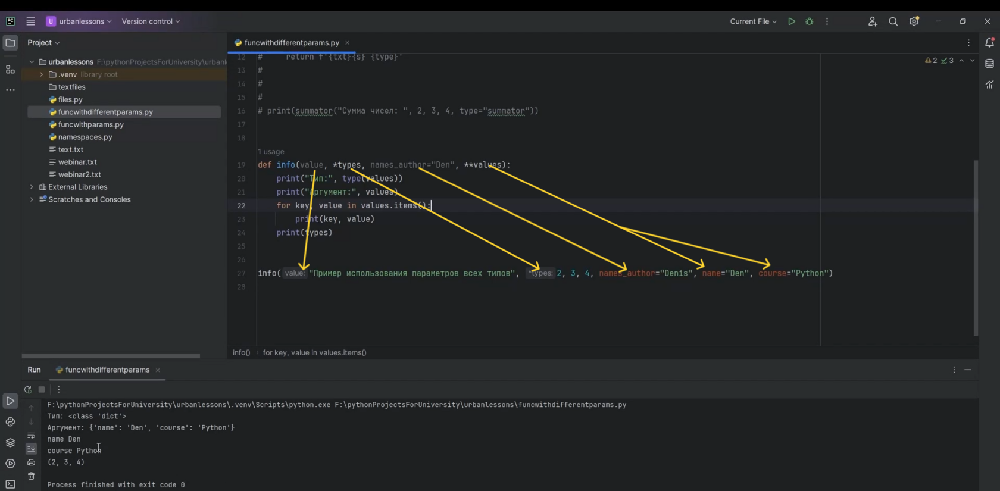 PC
U urbanlessons Version control
Current File
Project
urbanlessons F:\pythonProjectsForUniversity\urbanl
.venv library root
textfiles
files.py
funcwithdifferentparams.py
funcwithparams.py
namespaces.py
text.txt
webinar.txt
webinar2.txt
External Libraries
Scratches and Consoles
funcwithdifferentparams.py
2 3
12 # return f'{txt}{s} {type}'
13 #
14 #
15 #
16 # print(summator("Сумма чисел: ", 2, 3, 4, type="summator"))
17
18
1 usage
19 def info(value, *types, names_author="Den", **values):
20 print("Тип:", type(values))
21 print("Аргумент:", values)
22 for key, value in values.items():
23 print(key, value)
24 print(types)
25
26
27 info( value: "Пример использования параметров всех типов", *types: 2, 3, 4, names_author="Denis", name="Den", course="Python")
28
info() › for key, value in values.items()
Run funcwithdifferentparams
F:\pythonProjectsForUniversity\urbanlessons\.venv\Scripts\python.exe F:\pythonProjectsForUniversity\urbanlessons\funcwithdifferentparams.py
Тип: <class 'dict'>
Аргумент: {'name': 'Den', 'course': 'Python'}
name Den
course Python
(2, 3, 4)
Process finished with exit code 0